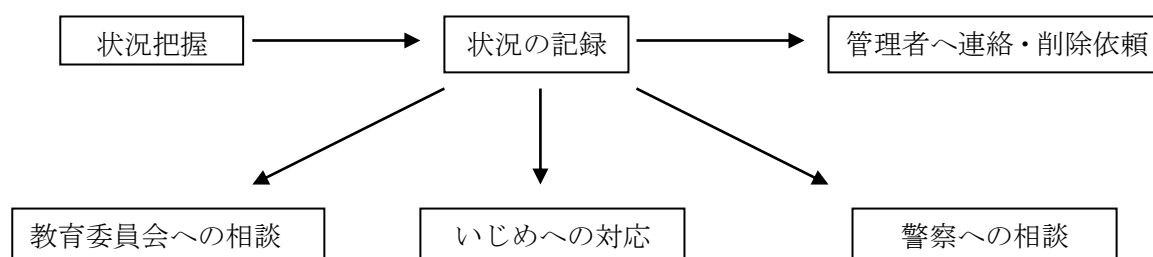 状況把握
状況の記録
管理者へ連絡・削除依頼
教育委員会への相談
いじめへの対応
警察への相談